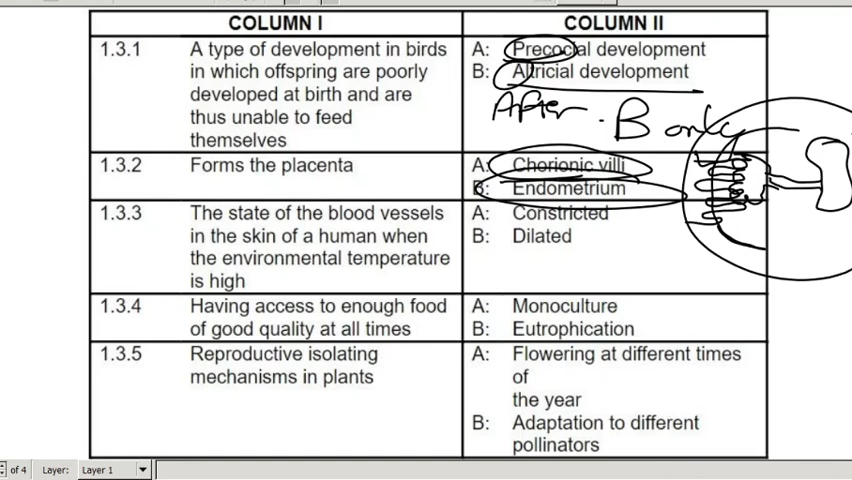 COLUMN I COLUMN II
1.3.1 A type of development in birds A: Precocial development
in which offspring are poorly B: Altricial development
developed at birth and are
thus unable to feed
themselves
After. B only
1.3.2 Forms the placenta A: Chorionic villi
B: Endometrium
1.3.3 The state of the blood vessels A: Constricted
in the skin of a human when B: Dilated
the environmental temperature
is high
1.3.4 Having access to enough food A: Monoculture
of good quality at all times B: Eutrophication
1.3.5 Reproductive isolating A: Flowering at different times
mechanisms in plants of
the year
B: Adaptation to different
pollinators
of 4 Layer: Layer 1